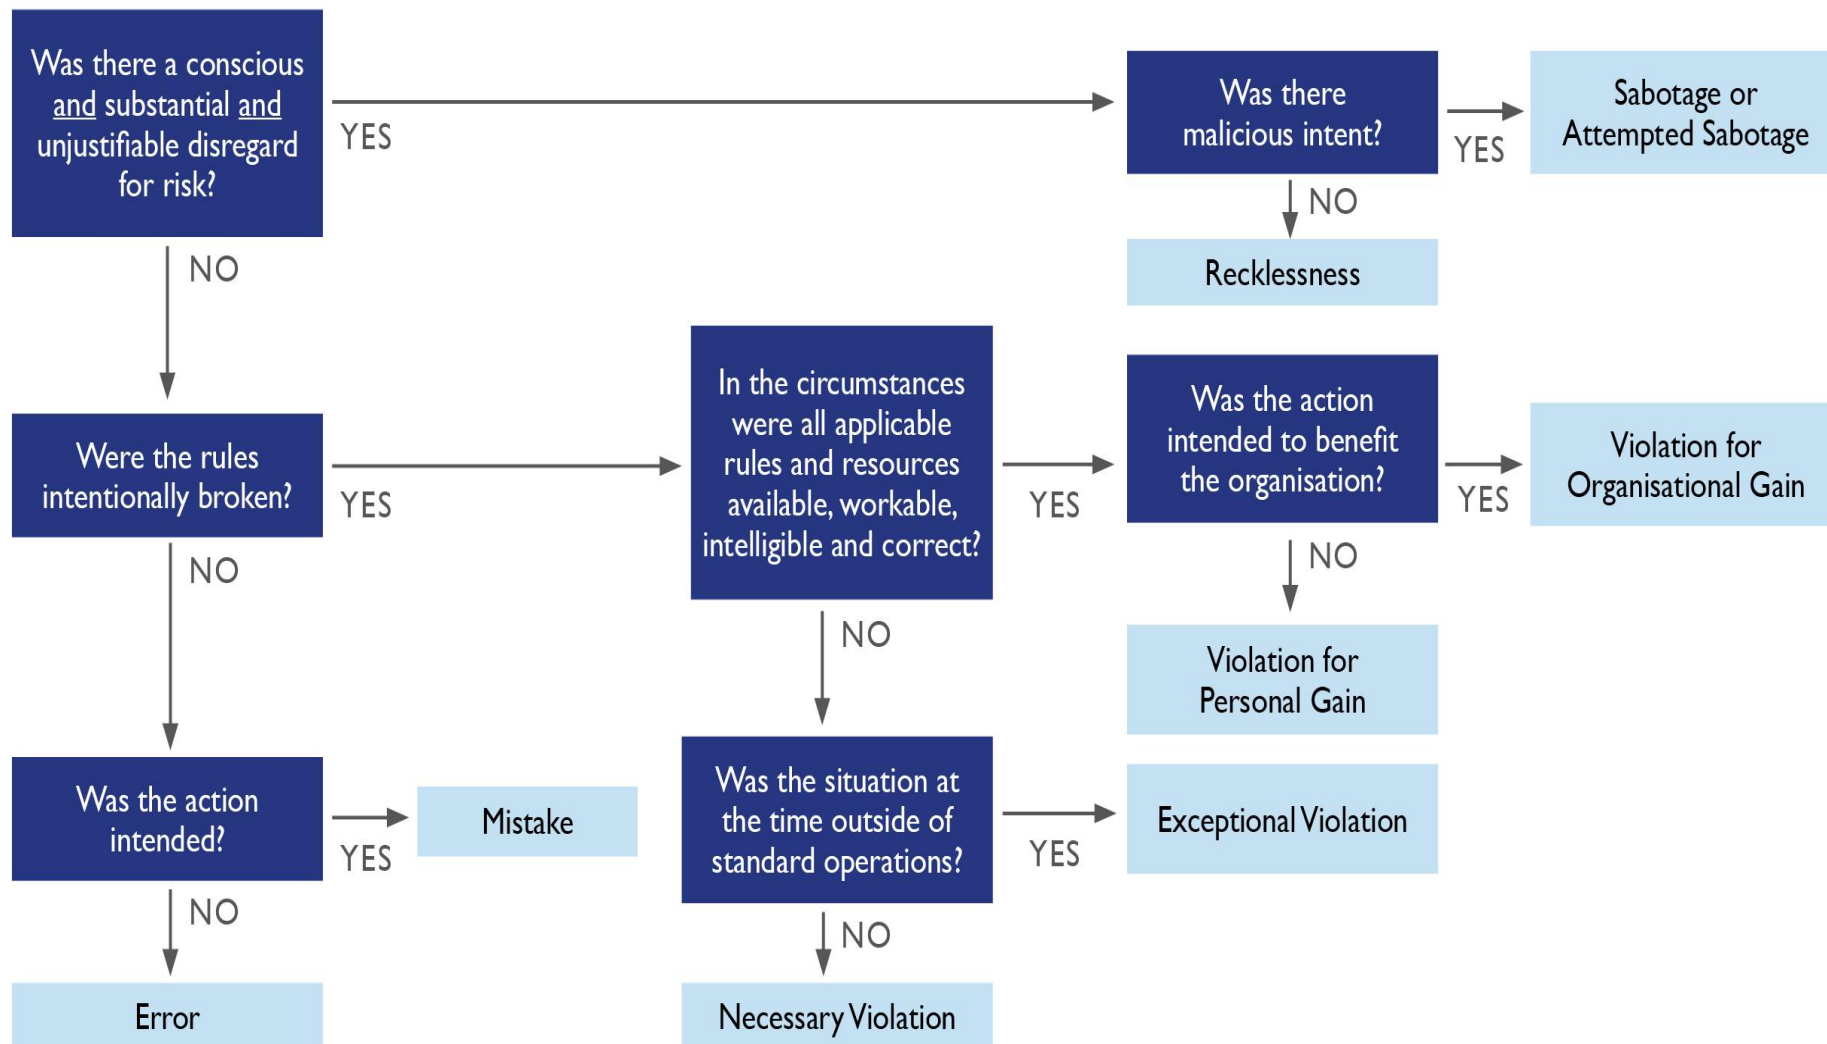 Was there a conscious
and substantial and
unjustifiable disregard
for risk?
YES
Was there
malicious intent?
YES
Sabotage or
Attempted Sabotage
NO
Recklessness
NO
Were the rules
intentionally broken?
YES
In the circumstances
were all applicable
rules and resources
available, workable,
intelligible and correct?
YES
Was the action
intended to benefit
the organisation?
YES
Violation for
Organisational Gain
NO
Violation for
Personal Gain
NO
Was the situation at
the time outside of
standard operations?
YES
Exceptional Violation
NO
Necessary Violation
NO
Was the action
intended?
YES
Mistake
NO
Error